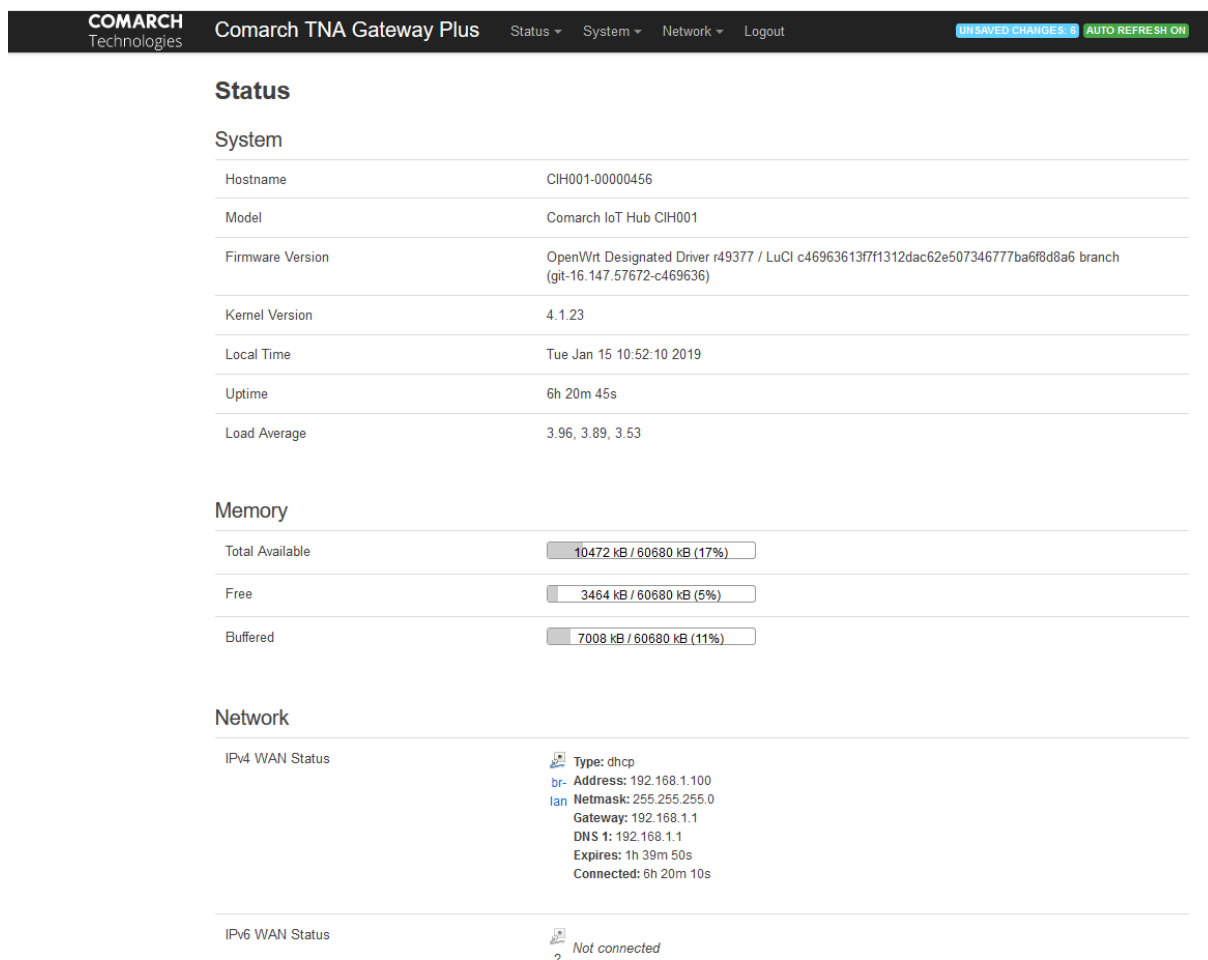 COMARCH
Technologies
Comarch TNA Gateway Plus Status System Network Logout UNSAVED CHANGES: 6 AUTO REFRESH ON
Status
System
Hostname CIH001-00000456
Model Comarch IoT Hub CIH001
Firmware Version OpenWrt Designated Driver r49377 / LuCI c46963613f7f1312dac62e507346777ba6f8d8a6 branch
(git-16.147.57672-c469636)
Kernel Version 4.1.23
Local Time Tue Jan 15 10:52:10 2019
Uptime 6h 20m 45s
Load Average 3.96, 3.89, 3.53
Memory
Total Available 10472 kB / 60680 kB (17%)
Free 3464 kB / 60680 kB (5%)
Buffered 7008 kB / 60680 kB (11%)
Network
IPv4 WAN Status Type: dhcp
br- Address: 192.168.1.100
lan Netmask: 255.255.255.0
Gateway: 192.168.1.1
DNS 1: 192.168.1.1
Expires: 1h 39m 50s
Connected: 6h 20m 10s
IPv6 WAN Status
? Not connected